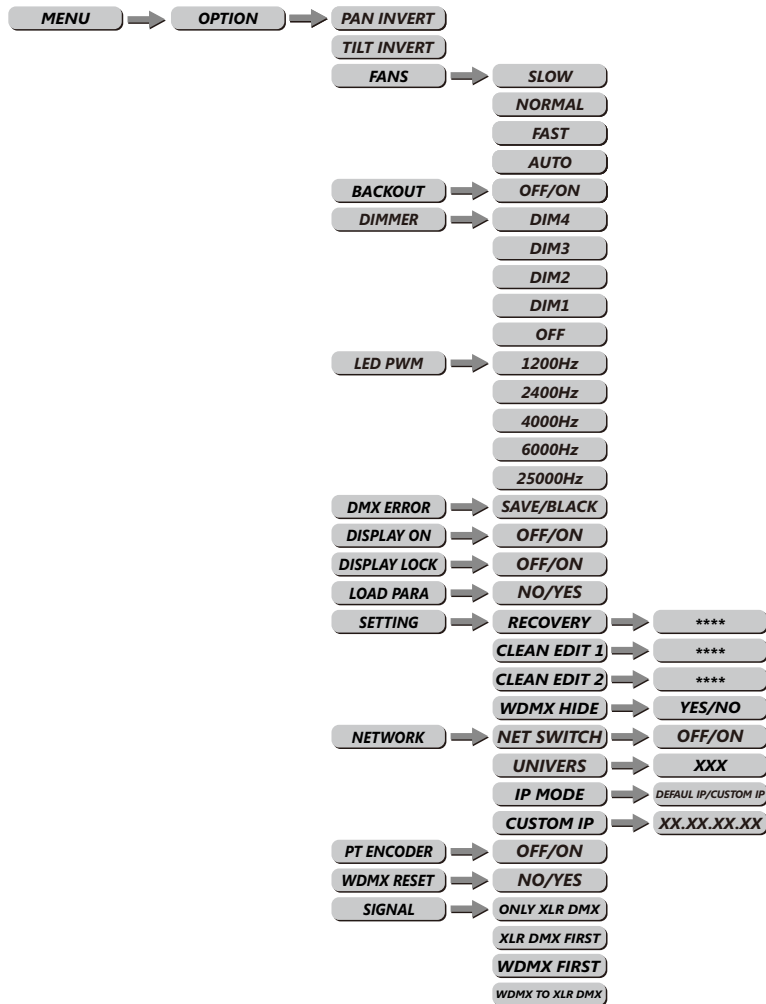 MENU OPTION PAN INVERT
TILT INVERT
FANS SLOW
NORMAL
FAST
AUTO
BACKOUT OFF/ON
DIMMER DIM4
DIM3
DIM2
DIM1
OFF
LED PWM 1200Hz
2400Hz
4000Hz
6000Hz
25000Hz
DMX ERROR SAVE/BLACK
DISPLAY ON OFF/ON
DISPLAY LOCK OFF/ON
LOAD PARA NO/YES
SETTING RECOVERY ****
CLEAN EDIT 1 ****
CLEAN EDIT 2 ****
WDMX HIDE YES/NO
NETWORK NET SWITCH OFF/ON
UNIVERS XXX
IP MODE DEFAUL IP/CUSTOM IP
CUSTOM IP XX.XX.XX.XX
PT ENCODER OFF/ON
WDMX RESET NO/YES
SIGNAL ONLY XLR DMX
XLR DMX FIRST
WDMX FIRST
WDMX TO XLR DMX